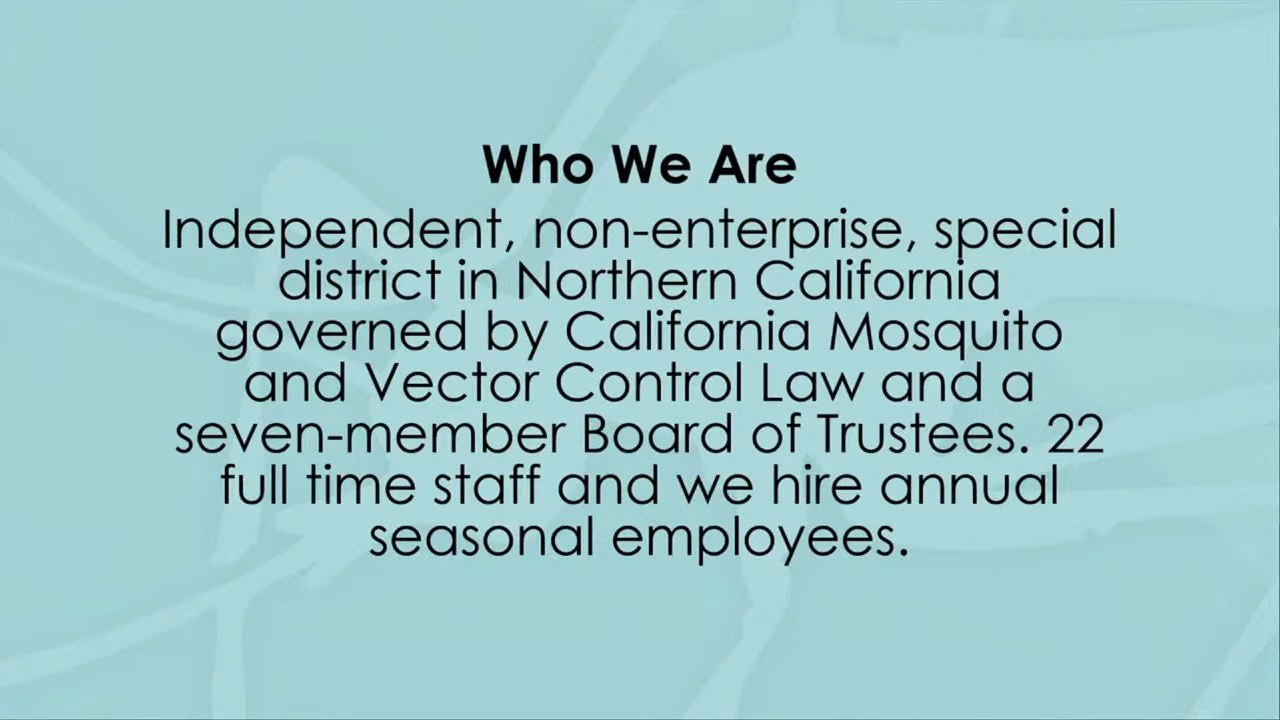 Who We Are
Independent, non-enterprise, special
district in Northern California
governed by California Mosquito
and Vector Control Law and a
seven-member Board of Trustees. 22
full time staff and we hire annual
seasonal employees.